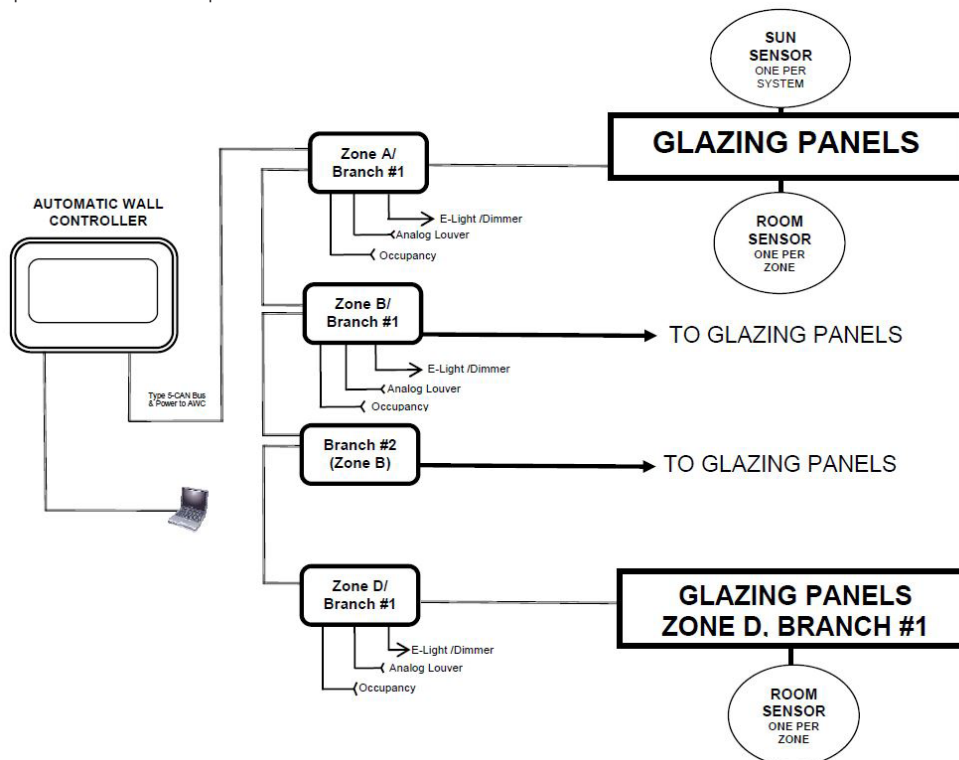 SUN
SENSOR
ONE PER
SYSTEM
GLAZING PANELS
ROOM
SENSOR
ONE PER
ZONE
Zone A/
Branch #1
E-Light /Dimmer
Analog Louver
Occupancy
AUTOMATIC WALL
CONTROLLER
Type 5-CAN Bus
& Power to AWC
Zone B/
Branch #1
TO GLAZING PANELS
E-Light /Dimmer
Analog Louver
Occupancy
Branch #2
(Zone B)
TO GLAZING PANELS
Zone D/
Branch #1
E-Light /Dimmer
Analog Louver
Occupancy
GLAZING PANELS
ZONE D, BRANCH #1
ROOM
SENSOR
ONE PER
ZONE